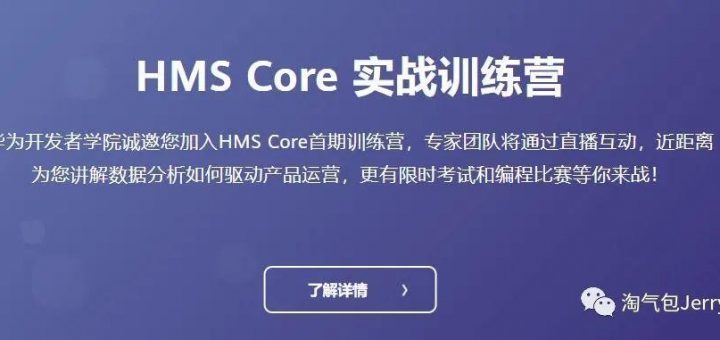 HMS Core 实战训练营
华为开发者学院诚邀您加入HMS Core首期训练营，专家团队将通过直播互动，近距离
为您讲解数据分析如何驱动产品运营，更有限时考试和编程比赛等你来战！
了解详情 〉
淘气包Jerry